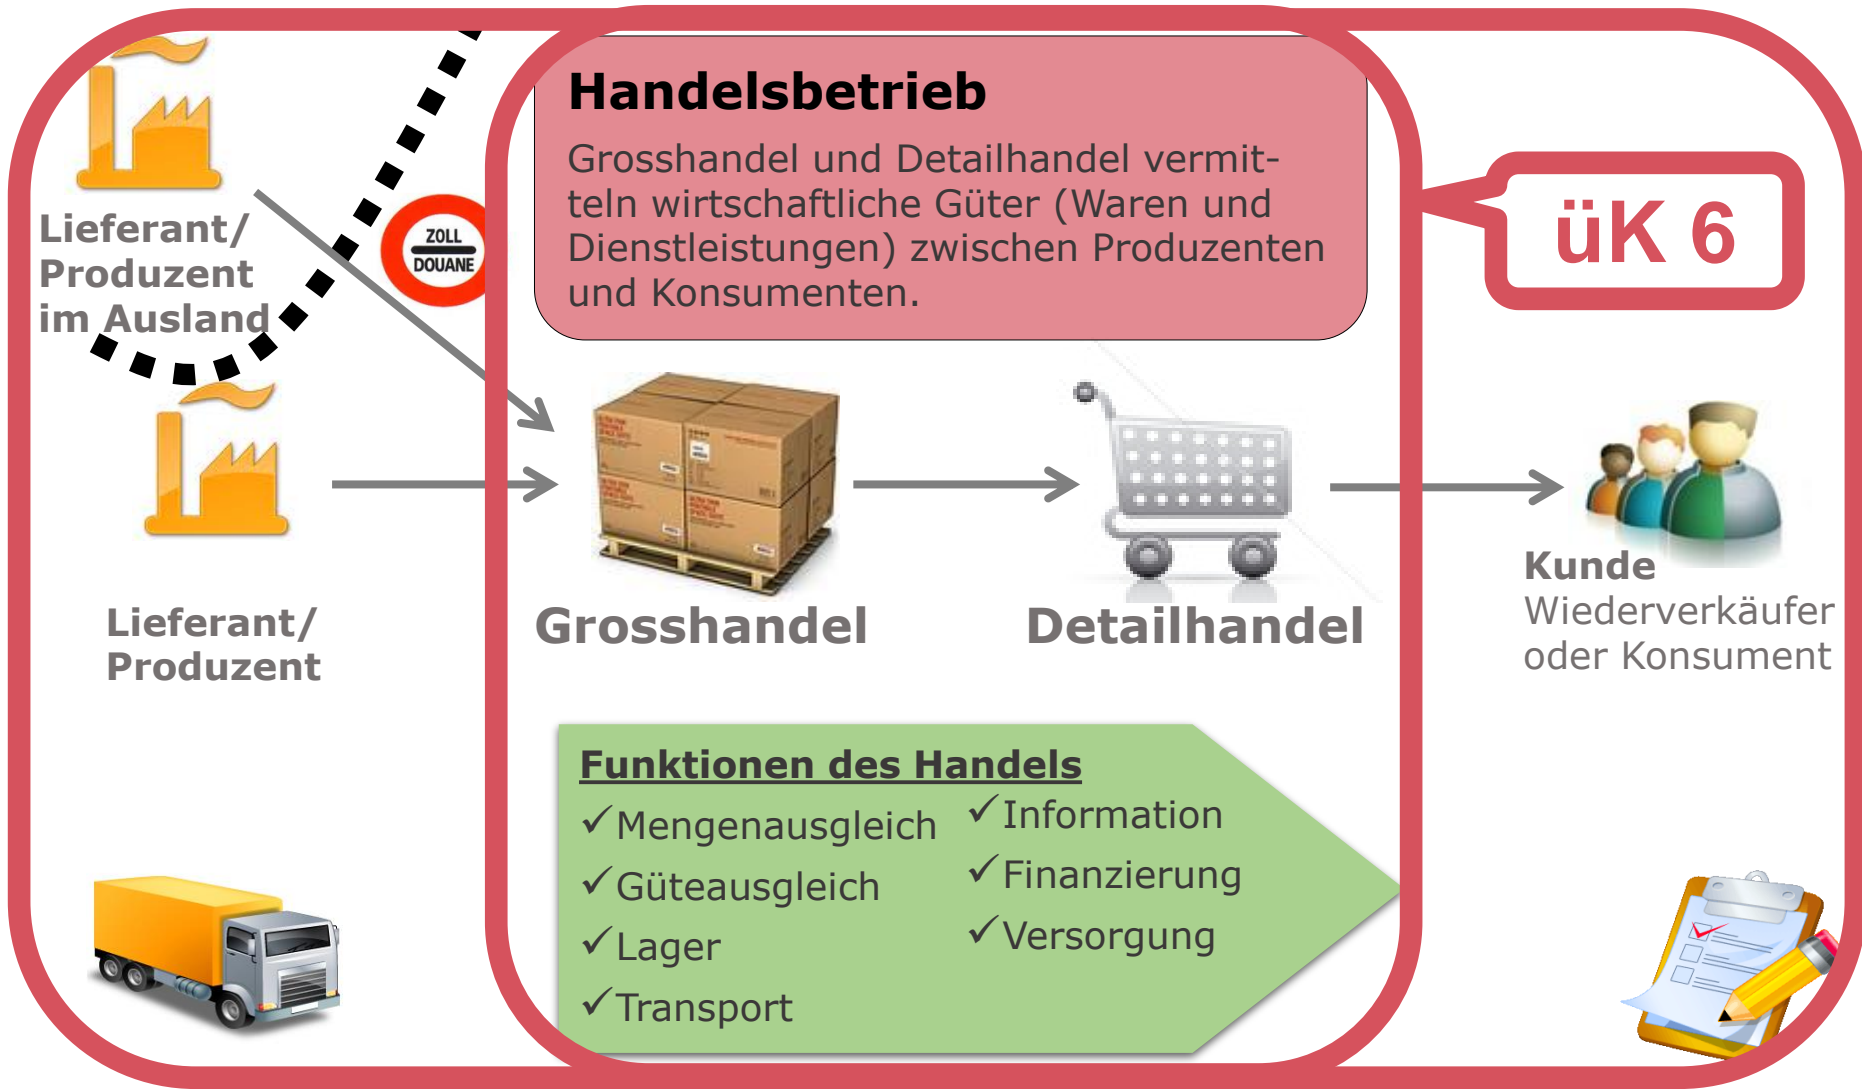 Handelsbetrieb
Grosshandel und Detailhandel vermit-
teln wirtschaftliche Güter (Waren und
Dienstleistungen) zwischen Produzenten
und Konsumenten.
üK 6
Lieferant/
Produzent
im Ausland
ZOLL
DOUANE
Lieferant/
Produzent
Grosshandel
Detailhandel
Kunde
Wiederverkäufer
oder Konsument
Funktionen des Handels
✓Mengenausgleich
✓Güteausgleich
✓Lager
✓Transport
✓Information
✓Finanzierung
✓Versorgung